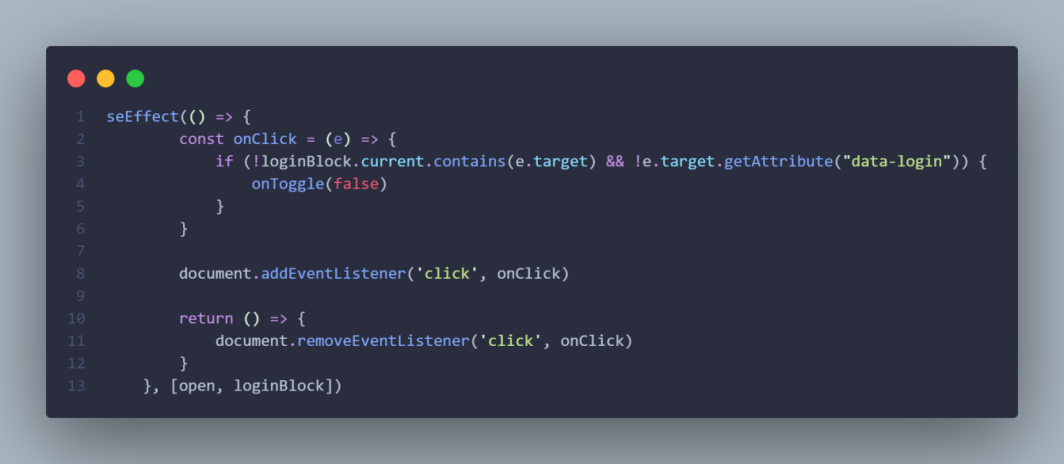 1 seEffect(() => {
2 const onClick = (e) => {
3 if (!loginBlock.current.contains(e.target) && !e.target.getAttribute("data-login")) {
4 onToggle(false)
5 }
6 }
7
8 document.addEventListener('click', onClick)
9
10 return () => {
11 document.removeEventListener('click', onClick)
12 }
13 }, [open, loginBlock])